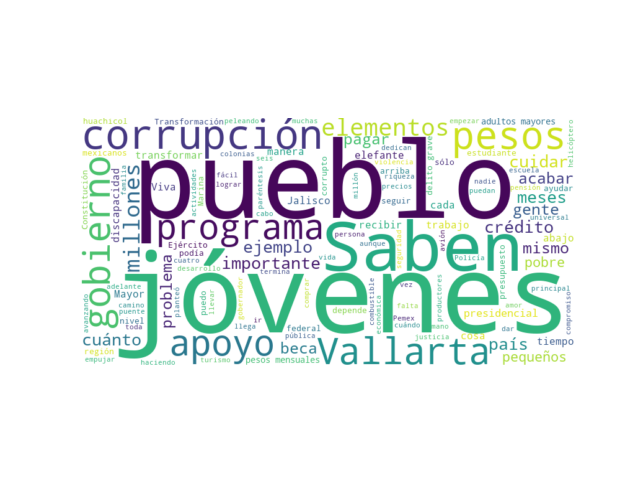 huachicol Transformación peleando muchas empezar adultos mayores
corrupción elementos pesos
mexicanos transformar manera pagar dedican elefante violencia estudiante cuidar helicóptero
colonias seis corrupto arriba sólo delito grave escuela acabar
pueblo
Constitución gobierno discapacidad familia millones Viva fácil lograr paréntesis millón riqueza precios nadie puedan pensión ayudar
actividades Marina cabo Jalisco seguir cada meses universal
programa Saben recibir trabajo crédito gente
Ejército podía ejemplo aunque avión seguridad Policía mismo abajo
problema desarrollo importante vida presupuesto pobre
termina
jóvenes
avanzando adelante Mayor planteó puedo llevar gobernador comprar combustible económica vez Pemex productores amor principal compromiso
camino puente nivel toda depende falta cuándo mano presidencial dar
cuánto apoyo ir llega federal pública Vallarta justicia cosa país tiempo
región beca pequeños
empujar haciendo turismo pesos mensuales persona